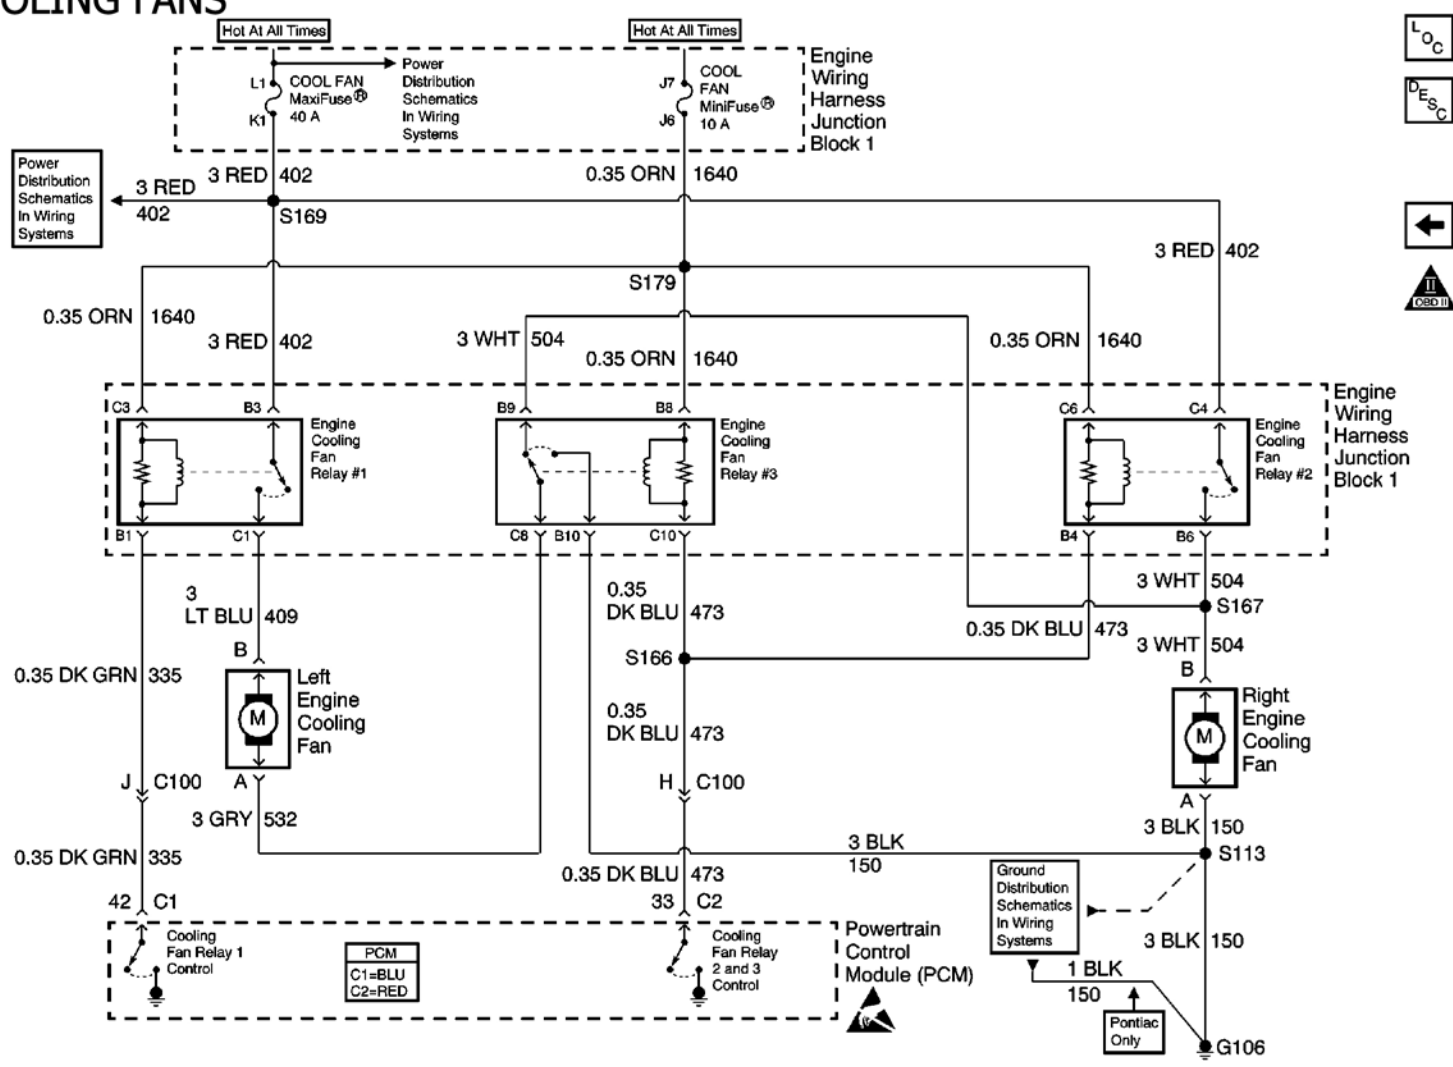 OLING FANS
Hot At All Times
Hot At All Times
L
O
C
D
E
S
C
L1
COOL FAN
MaxiFuse®
40 A
K1
Power
Distribution
Schematics
In Wiring
Systems
J7
COOL
FAN
MiniFuse®
10 A
J6
Engine
Wiring
Harness
Junction
Block 1
Power
Distribution
Schematics
In Wiring
Systems
3 RED 402
3 RED
402
S169
0.35 ORN 1640
3 RED 402
S179
II
OBD II
0.35 ORN 1640
3 RED 402
3 WHT 504
0.35 ORN 1640
0.35 ORN 1640
C3
B3
B9
B8
C6
C4
Engine
Wiring
Harness
Junction
Block 1
Engine
Cooling
Fan
Relay #1
Engine
Cooling
Fan
Relay #3
Engine
Cooling
Fan
Relay #2
B1
C1
C8
B10
C10
B4
B6
3
LT BLU 409
0.35
DK BLU 473
3 WHT 504
S167
0.35 DK BLU 473
3 WHT 504
S166
B
B
0.35 DK GRN 335
Left
Engine
Cooling
Fan
M
0.35
DK BLU 473
Right
Engine
Cooling
Fan
M
J C100
A
H C100
A
3 GRY 532
3 BLK 150
0.35 DK GRN 335
3 BLK
150
S113
0.35 DK BLU 473
Ground
Distribution
Schematics
In Wiring
Systems
42 C1
33 C2
3 BLK 150
Cooling
Fan Relay 1
Control
PCM
C1=BLU
C2=RED
Cooling
Fan Relay
2 and 3
Control
Powertrain
Control
Module (PCM)
1 BLK
150
Pontiac
Only
G106